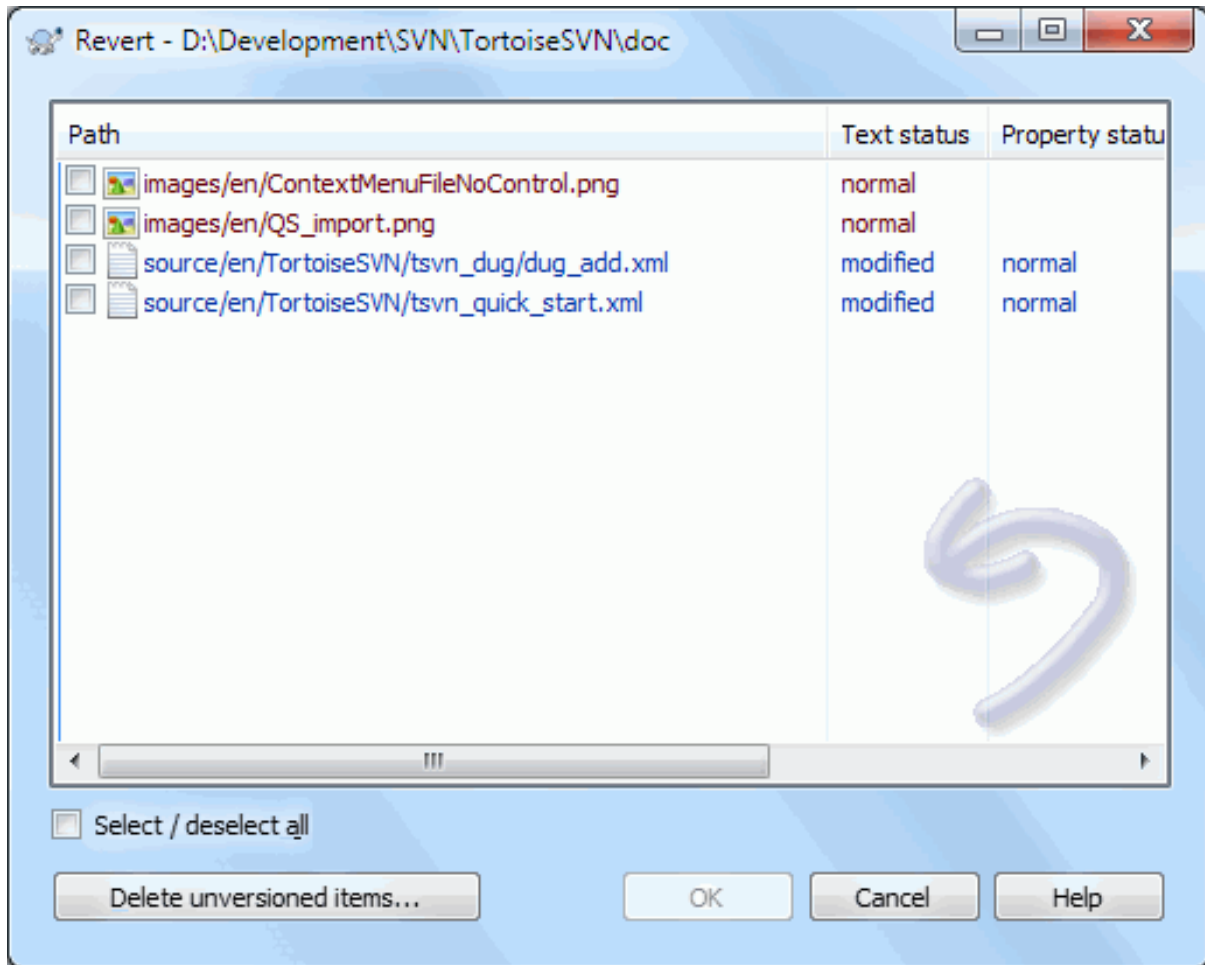 Revert - D:\Development\SVN\TortoiseSVN\doc
Path Text status Property statu
images/en/ContextMenuFileNoControl.png normal
images/en/QS_import.png normal
source/en/TortoiseSVN/tsvn_dug/dug_add.xml modified normal
source/en/TortoiseSVN/tsvn_quick_start.xml modified normal
Select / deselect all
Delete unversioned items... OK Cancel Help